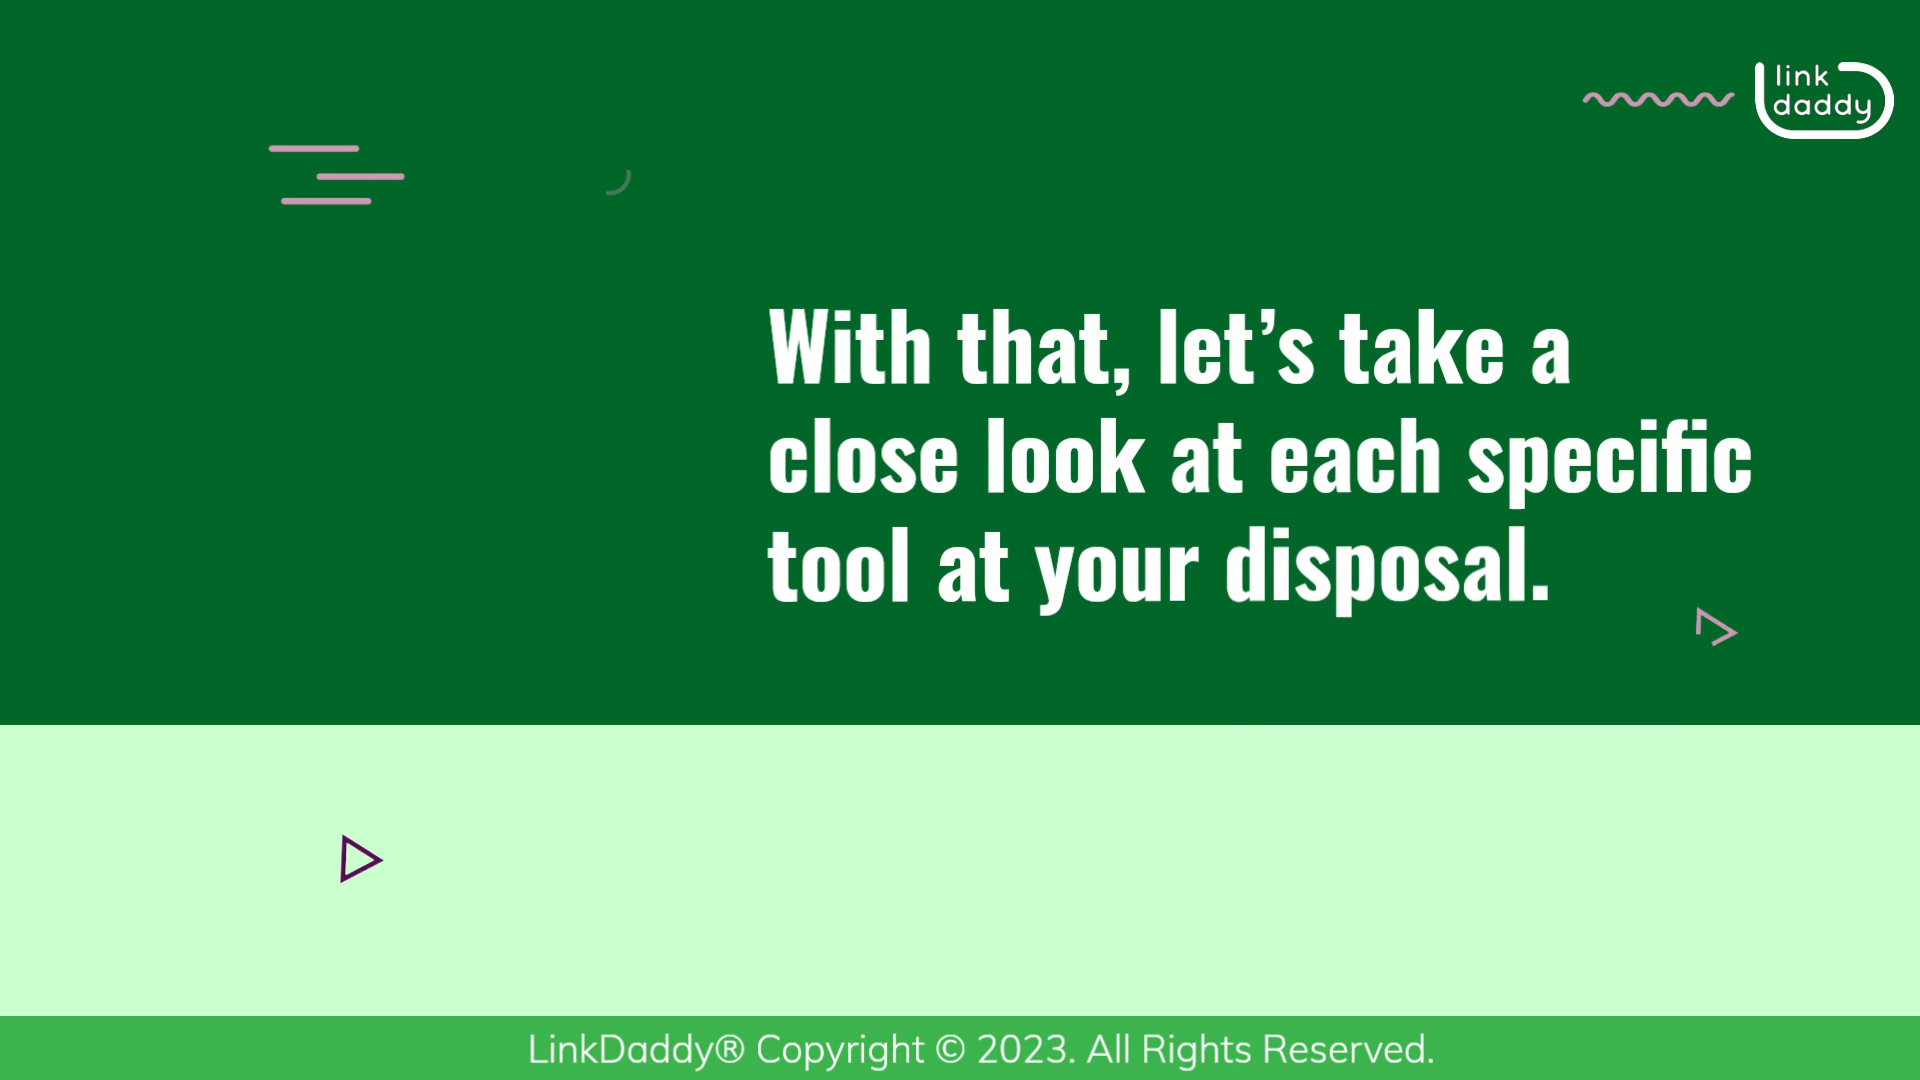 link
daddy
With that, let’s take a
close look at each specific
tool at your disposal.
LinkDaddy® Copyright © 2023. All Rights Reserved.